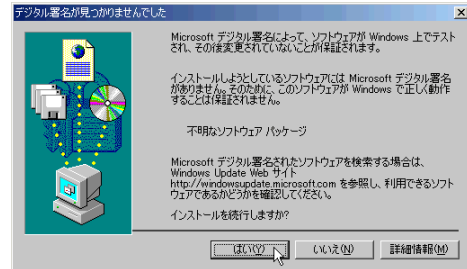 デジタル署名が見つかりませんでした
Microsoft デジタル署名によって、ソフトウェアが Windows 上でテスト
され、その後変更されていないことが保証されます。
インストールしようとしているソフトウェアには Microsoft デジタル署名
がありません。そのために、このソフトウェアが Windows で正しく動作
することは保証されません。
不明なソフトウェア パッケージ
Microsoft デジタル署名されたソフトウェアを検索する場合は、
Windows Update Web サイト
http://windowsupdate.microsoft.com を参照し、利用できるソフト
ウェアであるかどうかを確認してください。
インストールを続行しますか?
はい(Y) いいえ(N) 詳細情報(M)